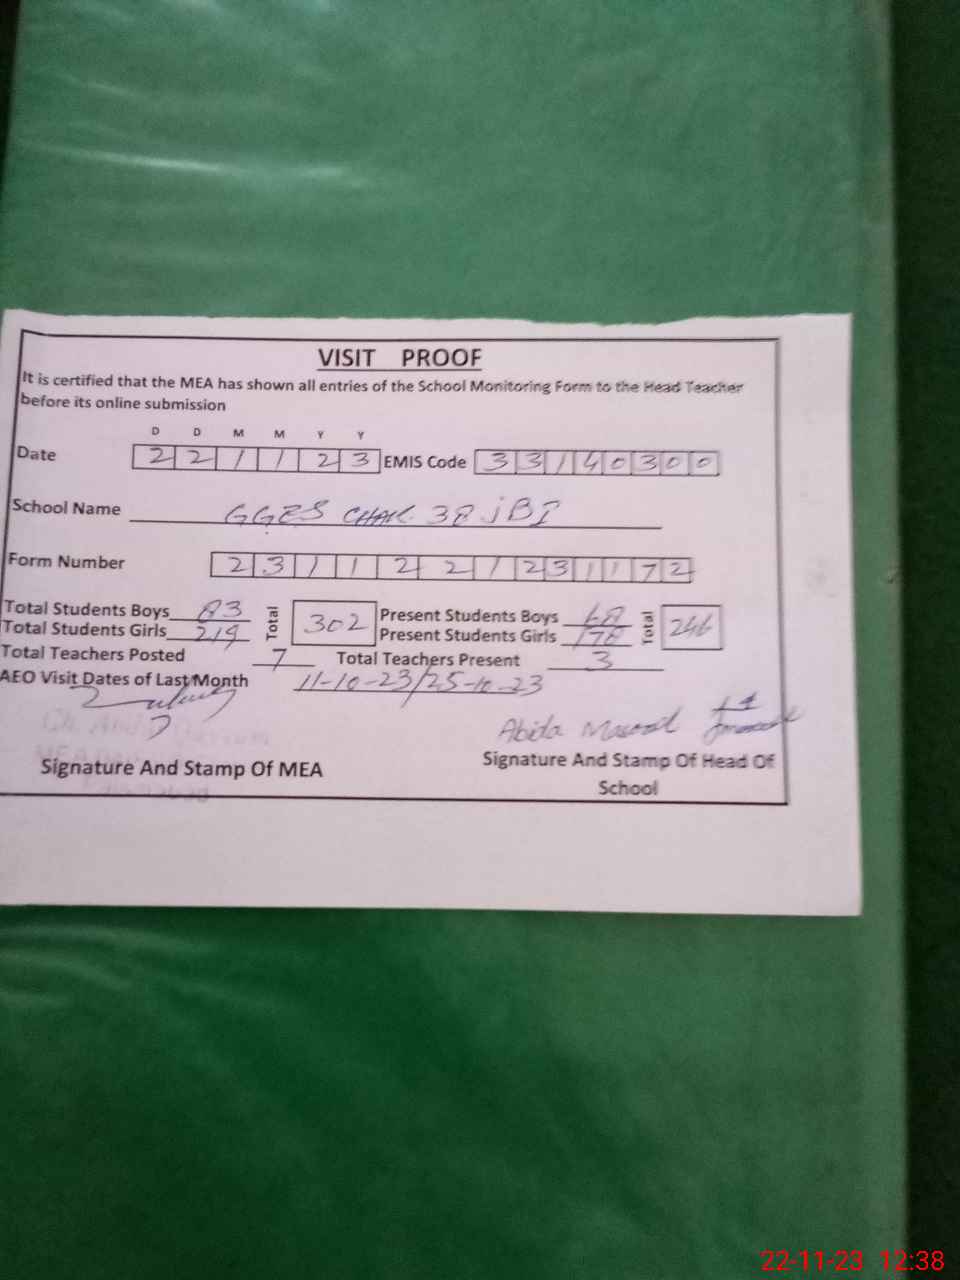 VISIT PROOF
It is certified that the MEA has shown all entries of the School Monitoring Form to the Head Teacher
before its online submission
D D M M Y Y
Date 2 2 1 1 2 3 EMIS Code 3 3 1 4 0 3 0 0
School Name GGES CHAK 38 JBI
Form Number 2 3 1 1 2 2 1 2 3 1 1 7 2
Total Students Boys 83 Total 302 Present Students Boys 68 Total 246
Total Students Girls 219 Present Students Girls 178
Total Teachers Posted 7 Total Teachers Present 3
AEO Visit Dates of Last Month 11-10-23/25-10-23
Abida Masood
Signature And Stamp Of MEA Signature And Stamp Of Head Of
School
22-11-23 12:38